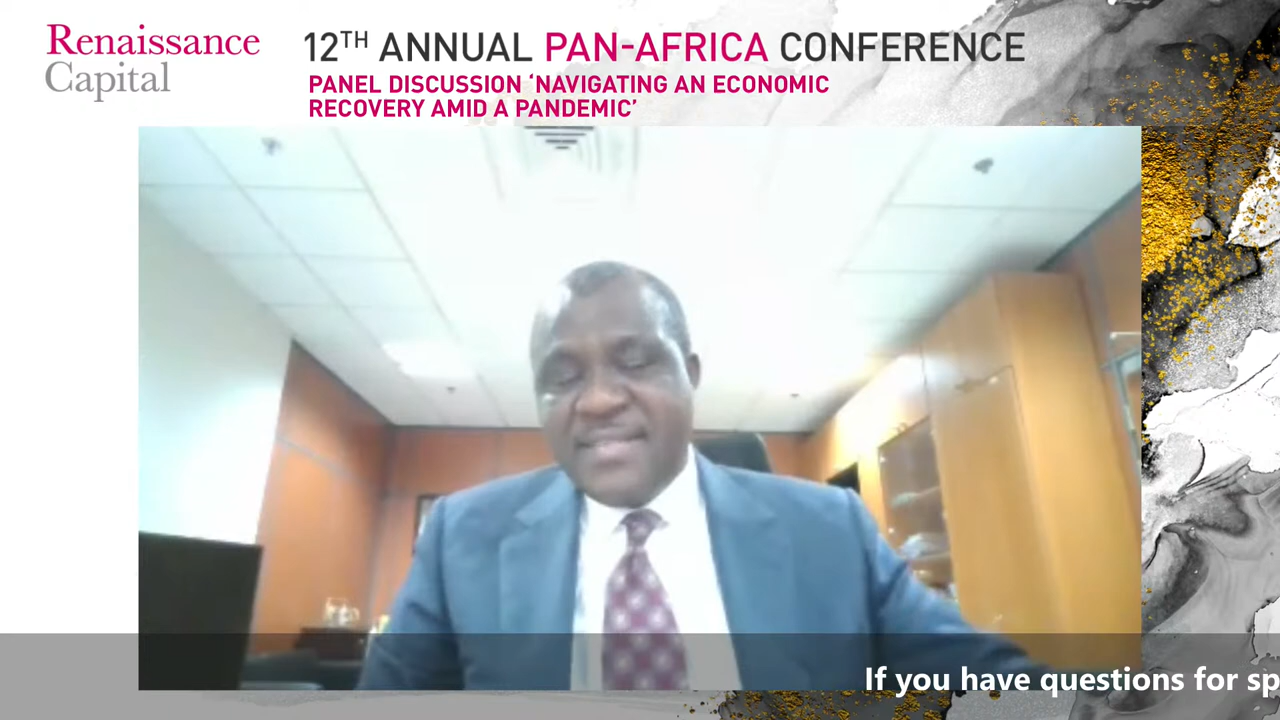 Renaissance
Capital
12TH ANNUAL PAN-AFRICA CONFERENCE
PANEL DISCUSSION ‘NAVIGATING AN ECONOMIC
RECOVERY AMID A PANDEMIC’
If you have questions for sp